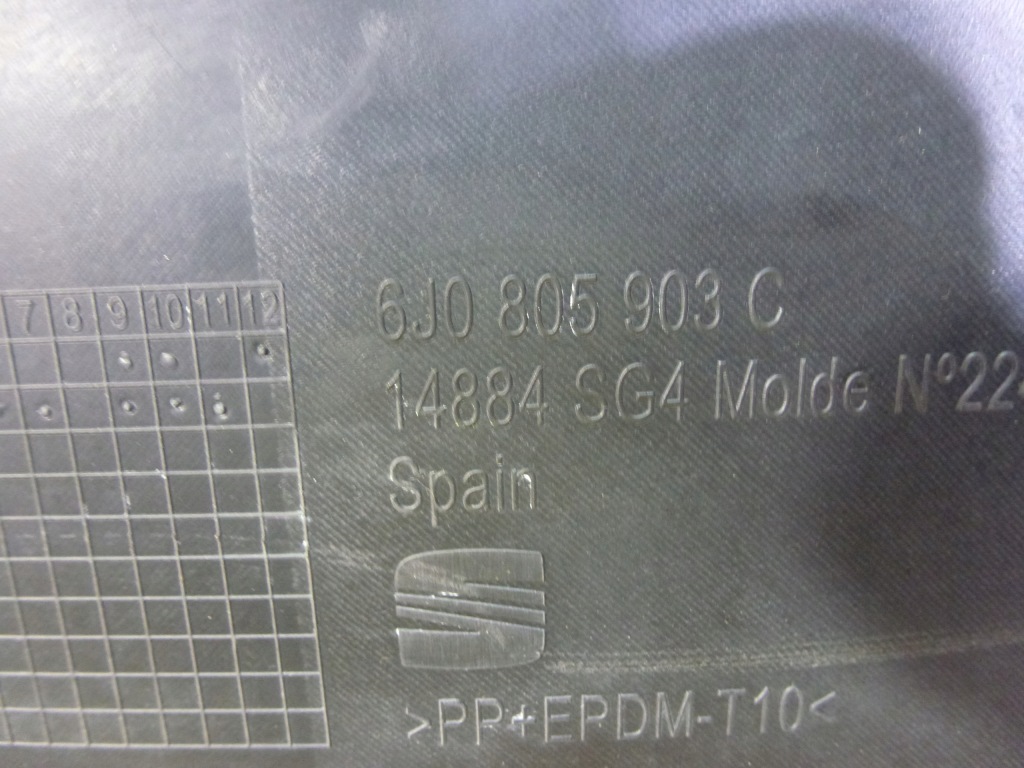 7 8 9 10 11 12
6J0 805 903 C
14884 SG4 Molde Nº22
Spain
>PP+EPDM-T10<